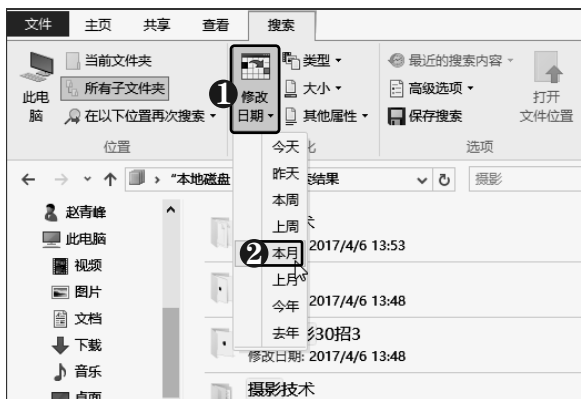 文件 主页 共享 查看 搜索
当前文件夹 类型 最近的搜索内容
此电脑 所有子文件夹 1 修改日期 大小 高级选项 打开文件位置
在以下位置再次搜索 其他属性 保存搜索
位置 化 选项
今天
"本地磁盘 结果 摄影
昨天
赵青峰 本周
此电脑 上周 术
2 本月 2017/4/6 13:53
视频
图片 上月
今年 2017/4/6 13:48
文档
下载 去年 影30招3
修改日期: 2017/4/6 13:48
音乐
桌面 摄影技术